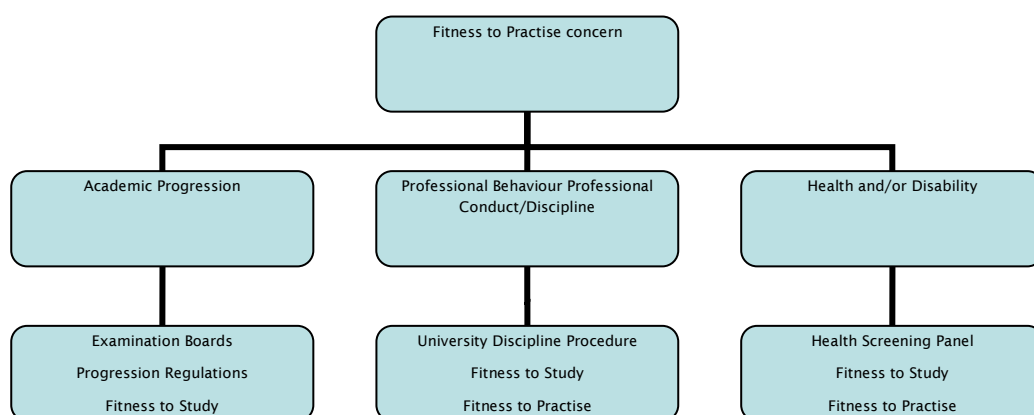 Fitness to Practise concern
Academic Progression
Professional Behaviour Professional
Conduct/Discipline
Health and/or Disability
Examination Boards
Progression Regulations
Fitness to Study
University Discipline Procedure
Fitness to Study
Fitness to Practise
Health Screening Panel
Fitness to Study
Fitness to Practise